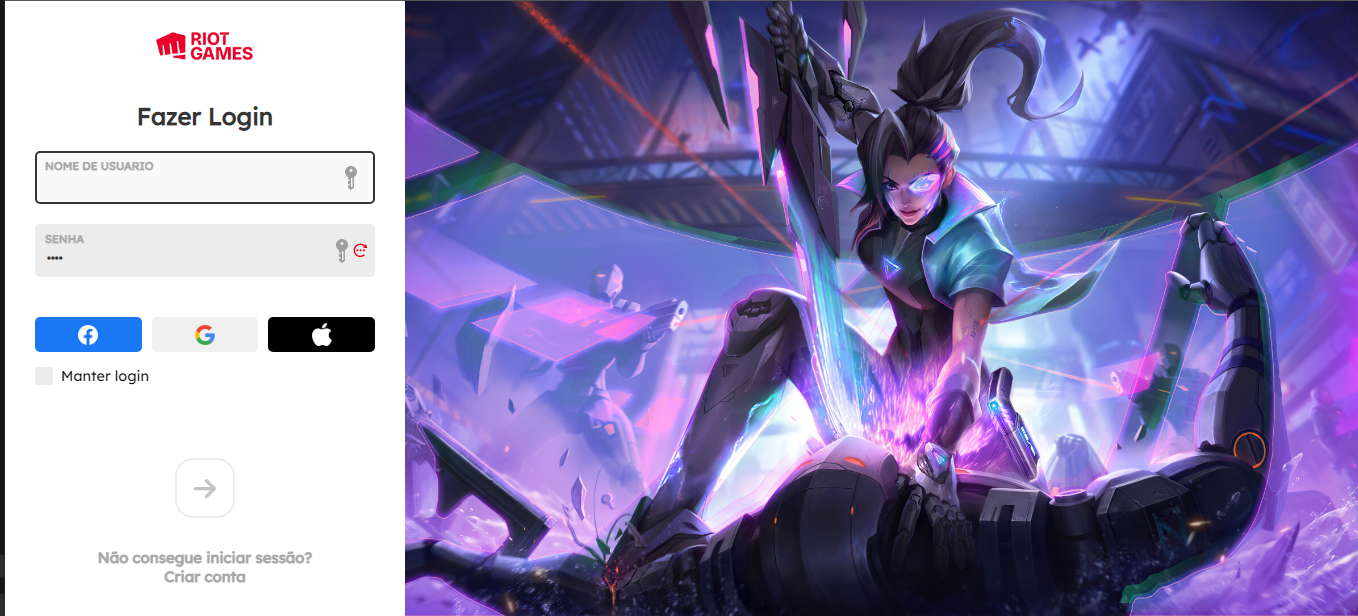 RIOT
GAMES
Fazer Login
NOME DE USUARIO
SENHA
••••
Manter login
Não consegue iniciar sessão?
Criar conta